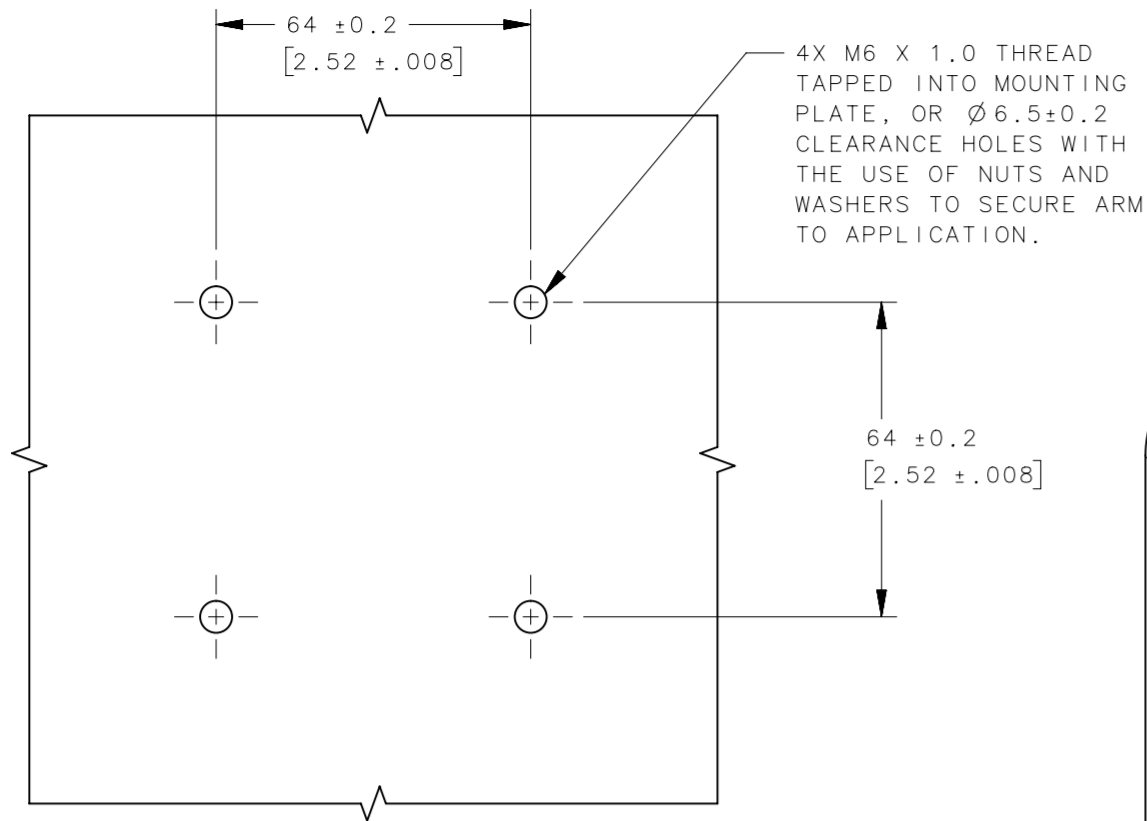 64 ±0.2
[2.52 ±.008]
4X M6 X 1.0 THREAD
TAPPED INTO MOUNTING
PLATE, OR Ø6.5±0.2
CLEARANCE HOLES WITH
THE USE OF NUTS AND
WASHERS TO SECURE ARM
TO APPLICATION.
64 ±0.2
[2.52 ±.008]